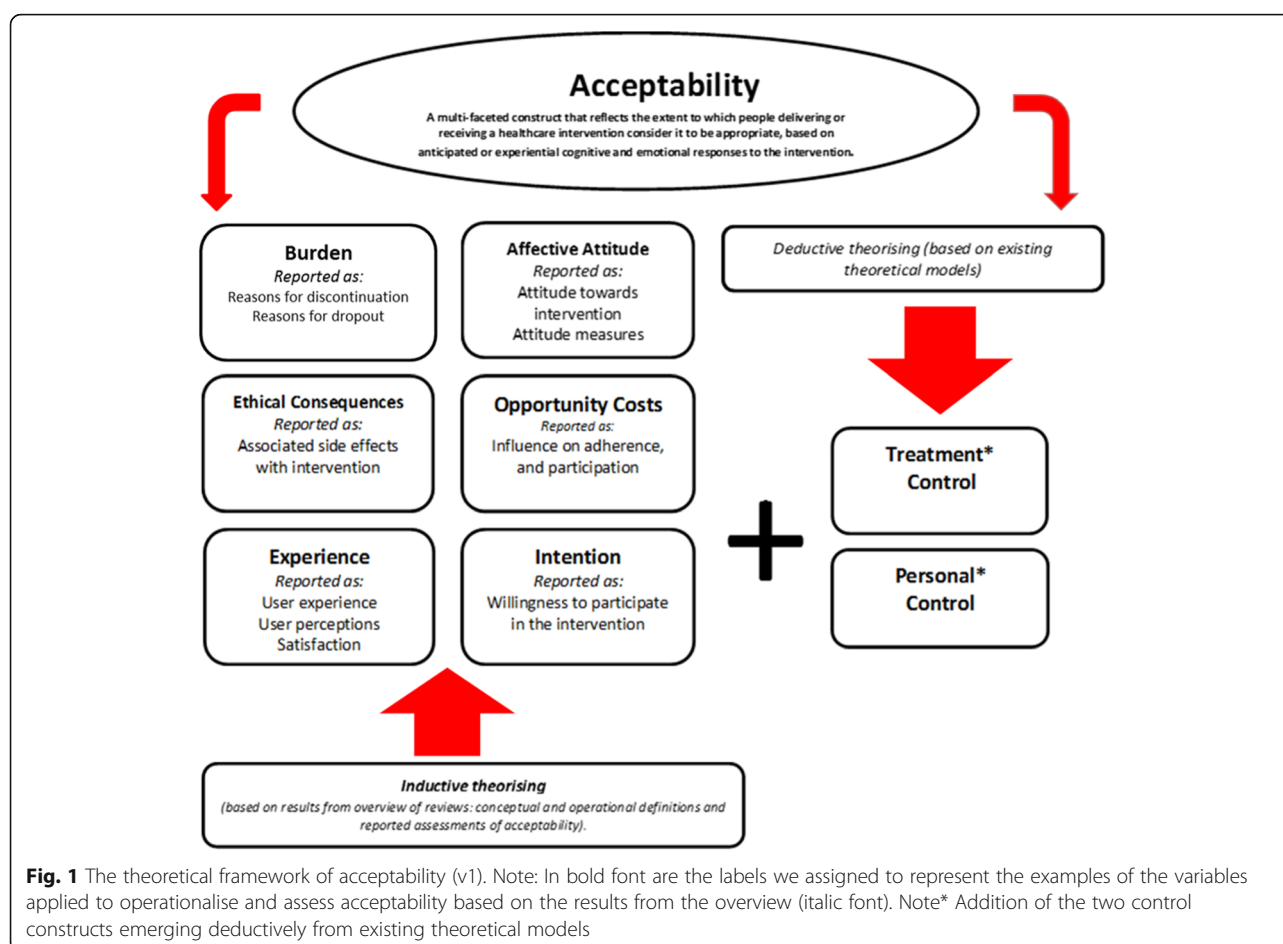 Acceptability
A multi-faceted construct that reflects the extent to which people delivering or
receiving a healthcare intervention consider it to be appropriate, based on
anticipated or experiential cognitive and emotional responses to the intervention.
Burden
Reported as:
Reasons for discontinuation
Reasons for dropout
Affective Attitude
Reported as:
Attitude towards
intervention
Attitude measures
Deductive theorising (based on existing
theoretical models)
Ethical Consequences
Reported as:
Associated side effects
with intervention
Opportunity Costs
Reported as:
Influence on adherence,
and participation
Treatment*
Control
Experience
Reported as:
User experience
User perceptions
Satisfaction
Intention
Reported as:
Willingness to participate
in the intervention
+
Personal*
Control
Inductive theorising
(based on results from overview of reviews: conceptual and operational definitions and
reported assessments of acceptability).
Fig. 1 The theoretical framework of acceptability (v1). Note: In bold font are the labels we assigned to represent the examples of the variables
applied to operationalise and assess acceptability based on the results from the overview (italic font). Note* Addition of the two control
constructs emerging deductively from existing theoretical models